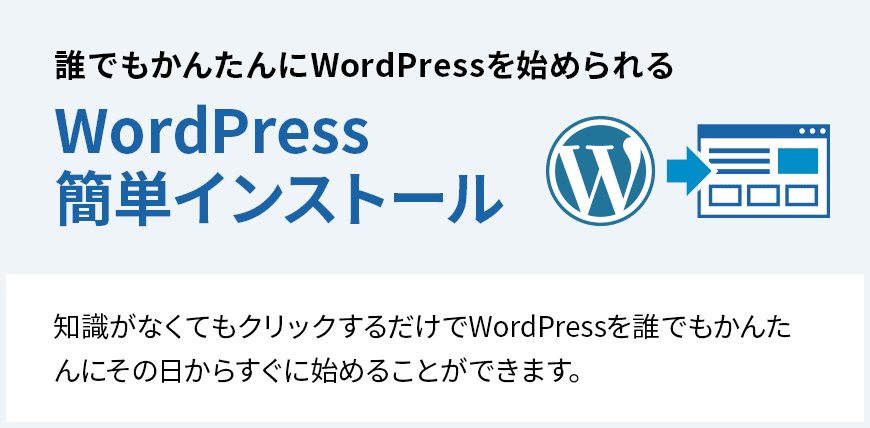 誰でもかんたんにWordPressを始められる
WordPress
簡単インストール
W
知識がなくてもクリックするだけでWordPressを誰でもかんた
んにその日からすぐに始めることができます。